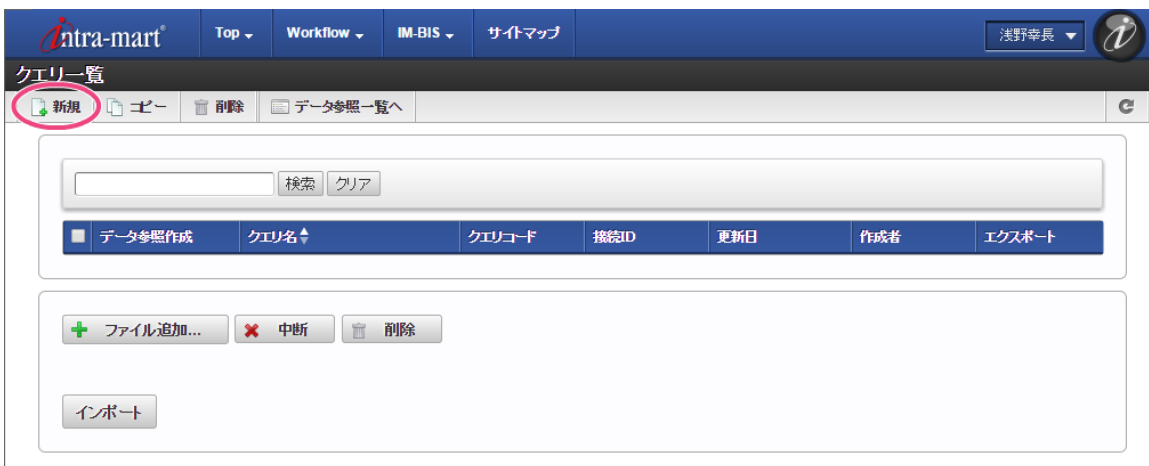 intra-mart® Top Workflow IM-BIS サイトマップ 浅野幸長
クエリ一覧
新規 コピー 削除 データ参照一覧へ
検索 クリア
データ参照作成 クエリ名 クエリコード 接続ID 更新日 作成者 エクスポート
ファイル追加... 中断 削除
インポート